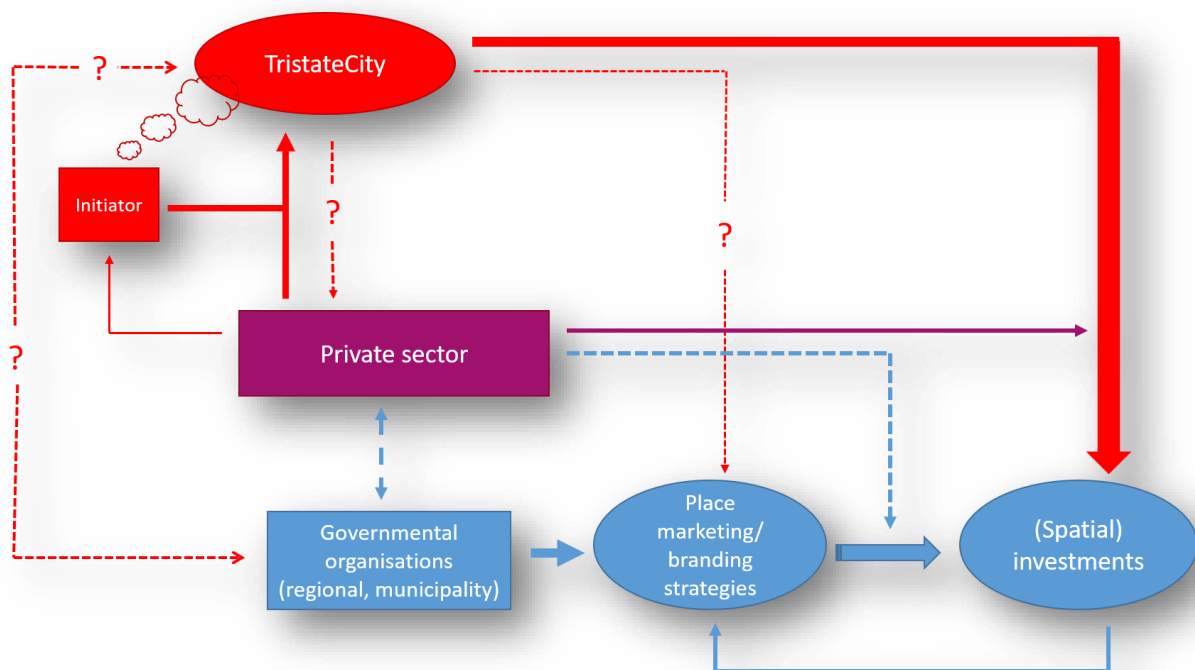 ?
TristateCity
Initiator
?
?
?
Private sector
Governmental
organisations
(regional, municipality)
Place
marketing/
branding
strategies
(Spatial)
investments